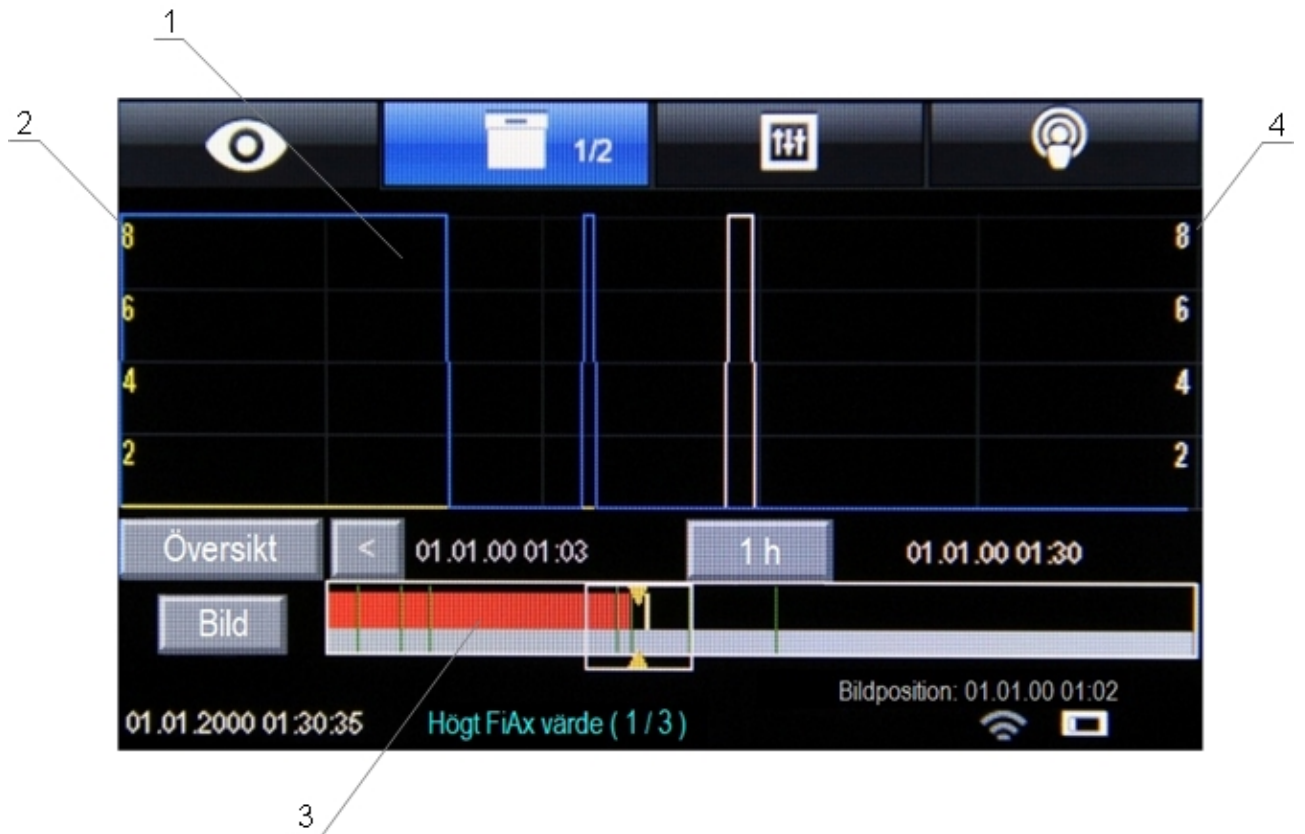 1
2
4
1/2
8 8
6 6
4 4
2 2
Översikt < 01.01.00 01:03 1 h 01.01.00 01:30
Bild
Bildposition: 01.01.00 01:02
01.01.2000 01:30:35 Högt FiAx värde ( 1 / 3 )
3